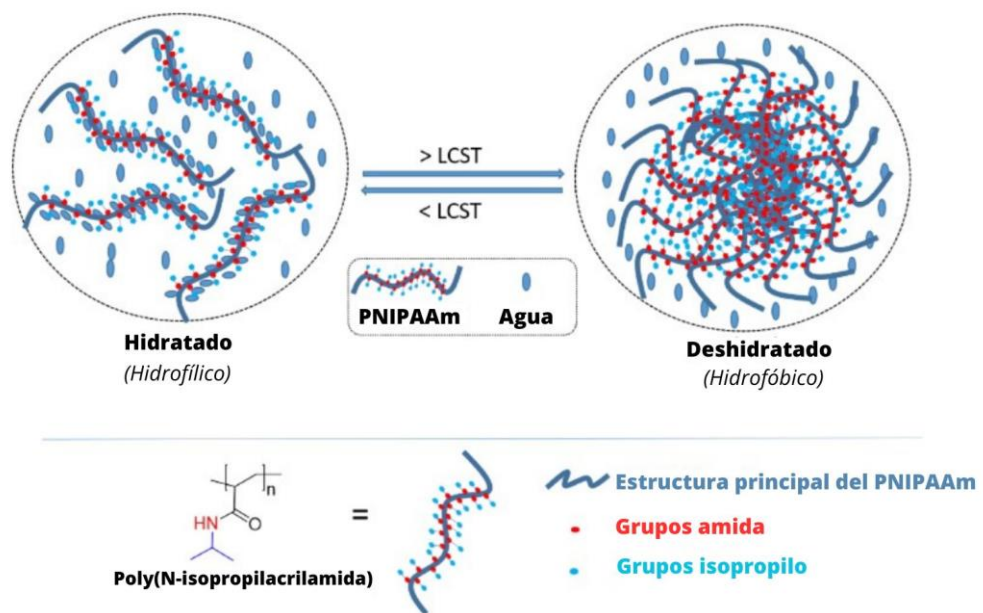 > LCST
< LCST
PNIPAAm Agua
Hidratado
(Hidrofílico)
Deshidratado
(Hidrofóbico)
n
HN
O
=
Poly(N-isopropilacrilamida)
Estructura principal del PNIPAAm
Grupos amida
Grupos isopropilo